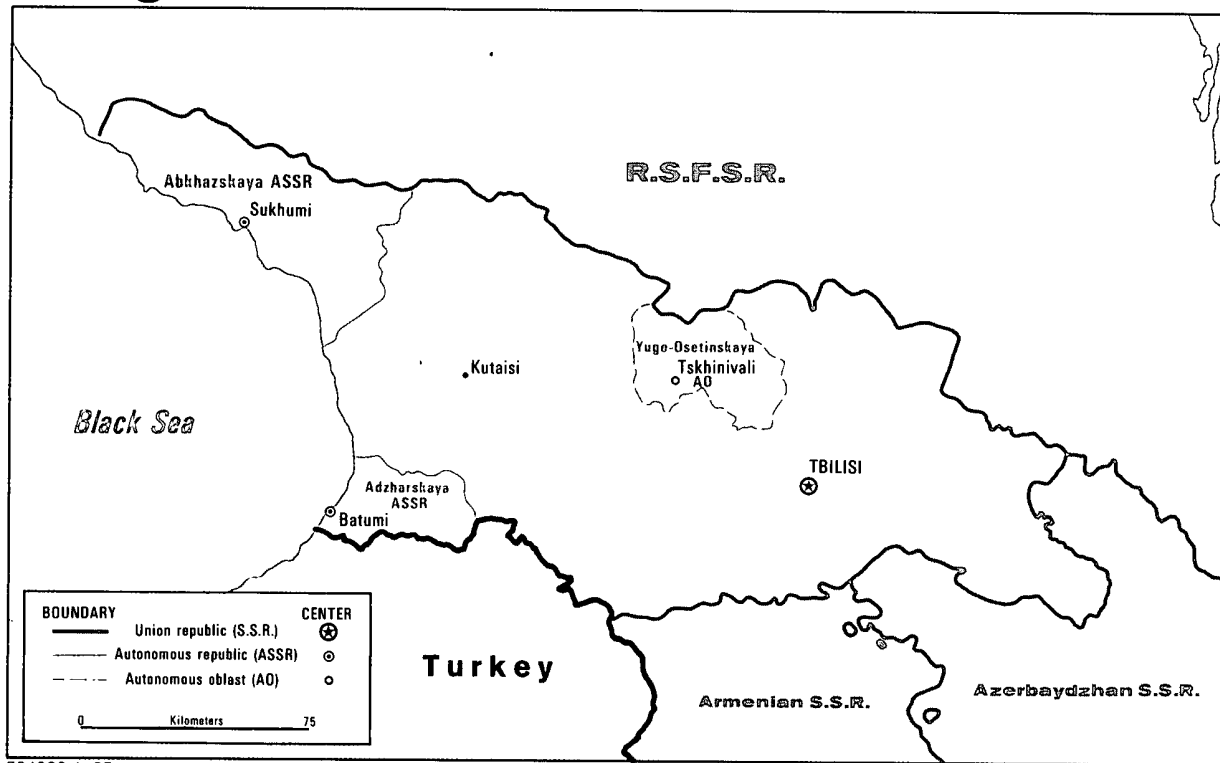 R.S.F.S.R.
Abkhazskaya ASSR
Sukhumi
Yugo-Osetinskaya
Tskhinivali
AO
Kutaisi
Black Sea
TBILISI
Adzharskaya
ASSR
Batumi
BOUNDARY CENTER
Union republic (S.S.R.)
Autonomous republic (ASSR)
Autonomous oblast (AO)
0 Kilometers 75
Turkey
Armenian S.S.R.
Azerbaydzhan S.S.R.